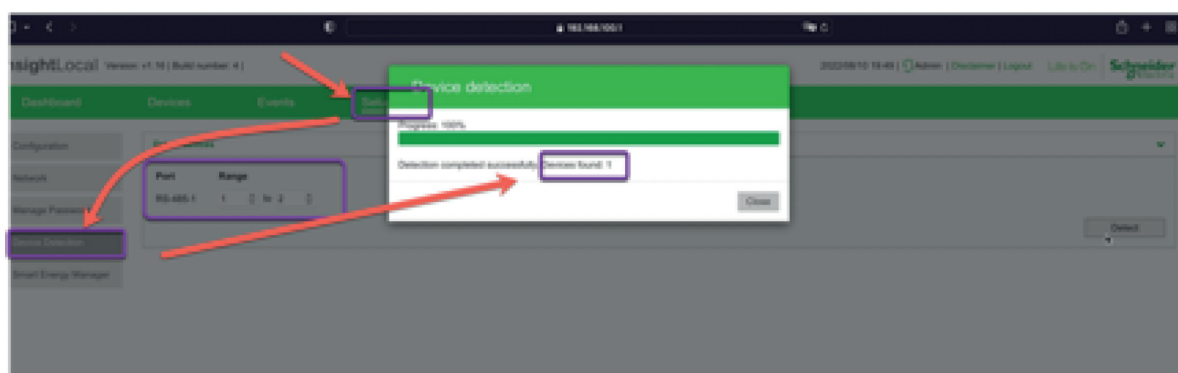 192.168.100.1
nsightLocal Version: v1.16 | Build number: 4 |
2022/08/10 19:49 | Admin | Disclaimer | Logout
Life Is On
Schneider
Electric
Device detection
Dashboard
Devices
Events
Setup
Progress: 100%
Configuration
Detection completed successfully. Devices found: 1
Network
Port
Range
RS-485-1
1
to 2
Close
Manage Password
Detect
Device Detection
Smart Energy Manager